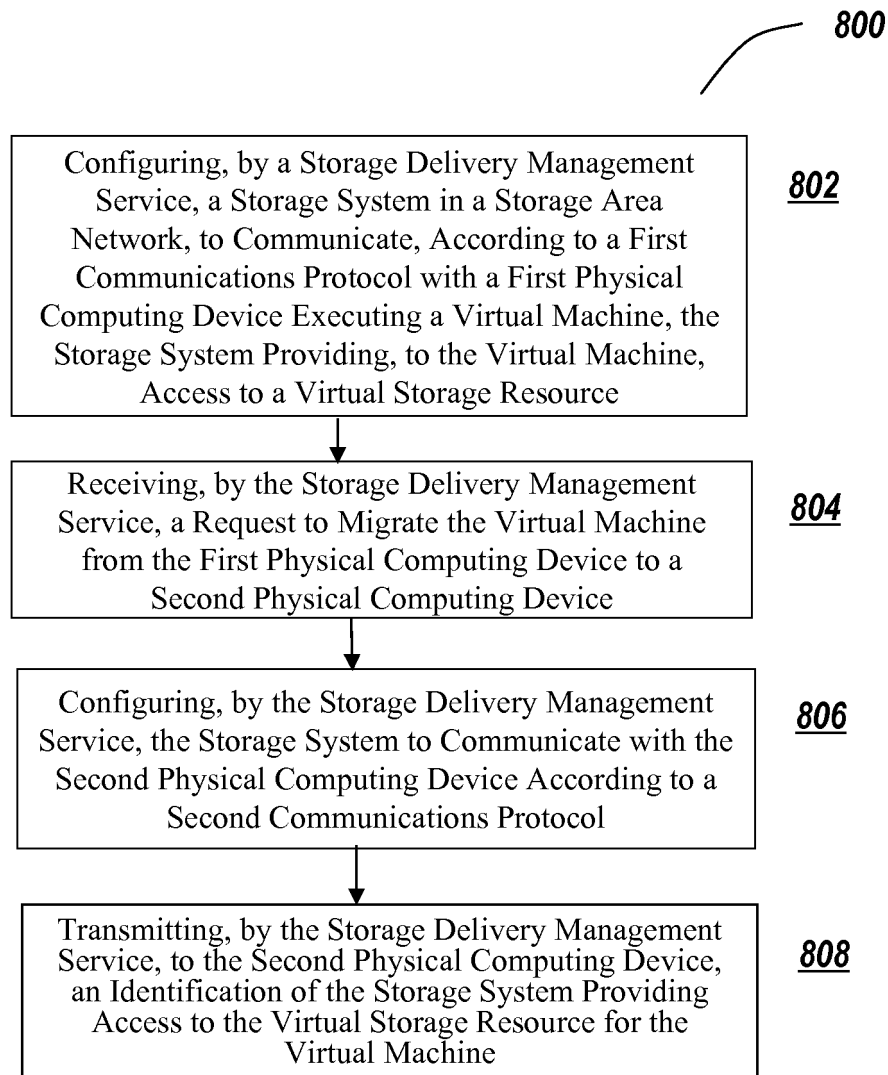 800
Configuring, by a Storage Delivery Management
Service, a Storage System in a Storage Area
Network, to Communicate, According to a First
Communications Protocol with a First Physical
Computing Device Executing a Virtual Machine, the
Storage System Providing, to the Virtual Machine,
Access to a Virtual Storage Resource
802
Receiving, by the Storage Delivery Management
Service, a Request to Migrate the Virtual Machine
from the First Physical Computing Device to a
Second Physical Computing Device
804
Configuring, by the Storage Delivery Management
Service, the Storage System to Communicate with the
Second Physical Computing Device According to a
Second Communications Protocol
806
Transmitting, by the Storage Delivery Management
Service, to the Second Physical Computing Device,
an Identification of the Storage System Providing
Access to the Virtual Storage Resource for the
Virtual Machine
808